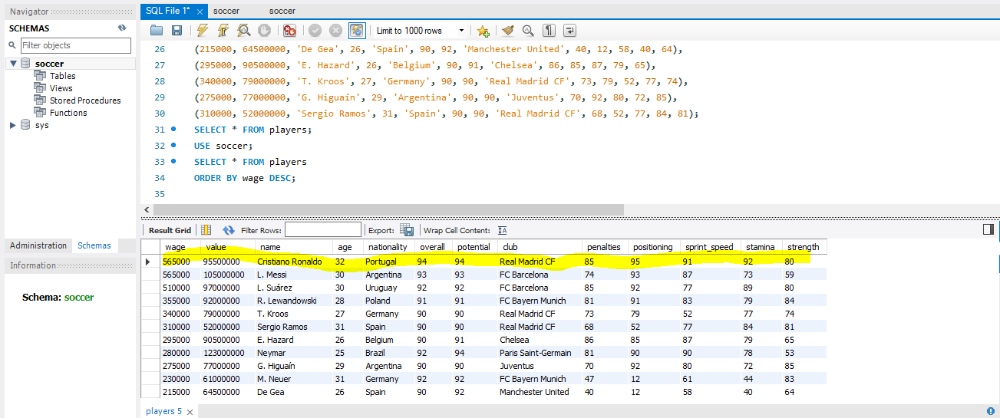 Navigator
SCHEMAS
Filter objects
soccer
Tables
Views
Stored Procedures
Functions
sys
Administration Schemas
Information
Schema: soccer
SQL File 1* soccer soccer
Limit to 1000 rows
26 (215000, 64500000, 'De Gea', 26, 'Spain', 90, 92, 'Manchester United', 40, 12, 58, 40, 64),
27 (295000, 90500000, 'E. Hazard', 26, 'Belgium', 90, 91, 'Chelsea', 86, 85, 87, 79, 65),
28 (340000, 79000000, 'T. Kroos', 27, 'Germany', 90, 90, 'Real Madrid CF', 73, 79, 52, 77, 74),
29 (275000, 77000000, 'G. Higuaín', 29, 'Argentina', 90, 90, 'Juventus', 70, 92, 80, 72, 85),
30 (310000, 52000000, 'Sergio Ramos', 31, 'Spain', 90, 90, 'Real Madrid CF', 68, 52, 77, 84, 81);
31 SELECT * FROM players;
32 USE soccer;
33 SELECT * FROM players
34 ORDER BY wage DESC;
35
Result Grid Filter Rows: Export: Wrap Cell Content: IA
wage value name age nationality overall potential club penalties positioning sprint_speed stamina strength
565000 95500000 Cristiano Ronaldo 32 Portugal 94 94 Real Madrid CF 85 95 91 92 80
565000 105000000 L. Messi 30 Argentina 93 93 FC Barcelona 74 93 87 73 59
510000 97000000 L. Suárez 30 Uruguay 92 92 FC Barcelona 85 92 77 89 80
355000 92000000 R. Lewandowski 28 Poland 91 91 FC Bayern Munich 81 91 83 79 84
340000 79000000 T. Kroos 27 Germany 90 90 Real Madrid CF 73 79 52 77 74
310000 52000000 Sergio Ramos 31 Spain 90 90 Real Madrid CF 68 52 77 84 81
295000 90500000 E. Hazard 26 Belgium 90 91 Chelsea 86 85 87 79 65
280000 123000000 Neymar 25 Brazil 92 94 Paris Saint-Germain 81 90 90 78 53
275000 77000000 G. Higuaín 29 Argentina 90 90 Juventus 70 92 80 72 85
230000 61000000 M. Neuer 31 Germany 92 92 FC Bayern Munich 47 12 61 44 83
215000 64500000 De Gea 26 Spain 90 92 Manchester United 40 12 58 40 64
players 5